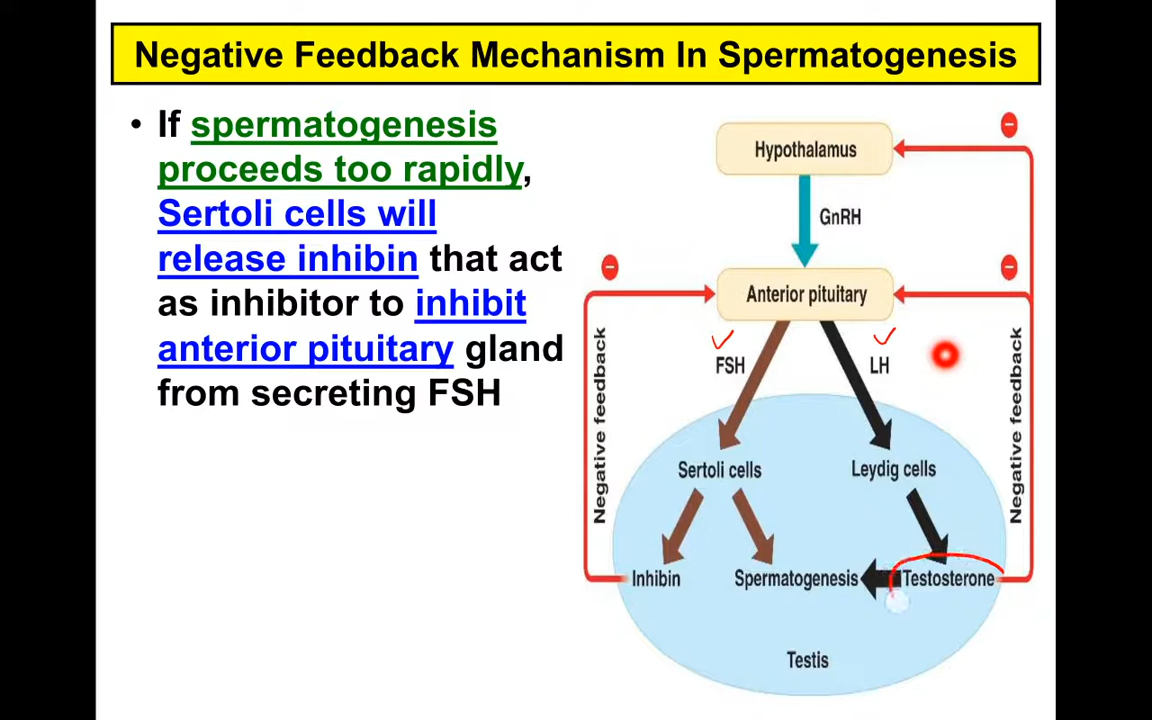 Negative Feedback Mechanism In Spermatogenesis
• If spermatogenesis
proceeds too rapidly,
Sertoli cells will
release inhibin that act
as inhibitor to inhibit
anterior pituitary gland
from secreting FSH
Hypothalamus
GnRH
Anterior pituitary
FSH
LH
Negative feedback
Negative feedback
Sertoli cells
Leydig cells
Inhibin
Spermatogenesis
Testosterone
Testis